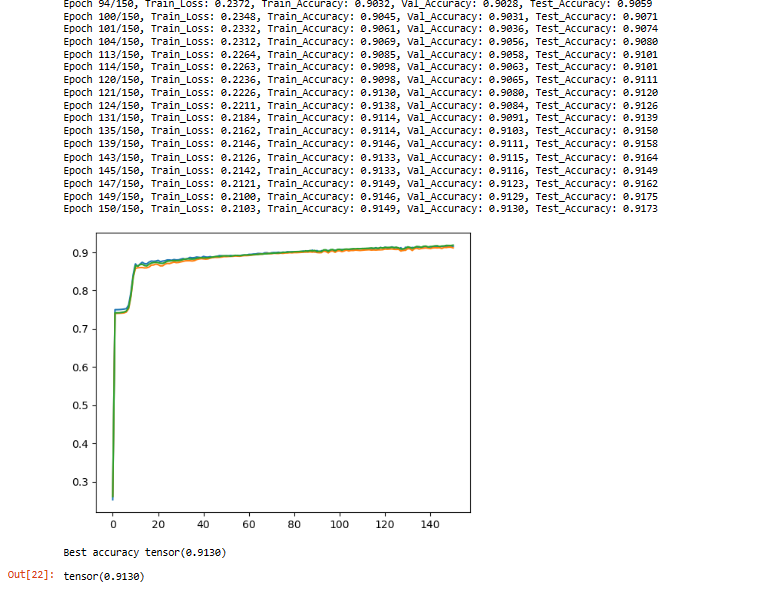 Epoch 94/150, Train_Loss: 0.2372, Train_Accuracy: 0.9032, Val_Accuracy: 0.9028, Test_Accuracy: 0.9059
Epoch 100/150, Train_Loss: 0.2348, Train_Accuracy: 0.9045, Val_Accuracy: 0.9031, Test_Accuracy: 0.9071
Epoch 101/150, Train_Loss: 0.2332, Train_Accuracy: 0.9061, Val_Accuracy: 0.9036, Test_Accuracy: 0.9074
Epoch 104/150, Train_Loss: 0.2312, Train_Accuracy: 0.9069, Val_Accuracy: 0.9056, Test_Accuracy: 0.9080
Epoch 113/150, Train_Loss: 0.2264, Train_Accuracy: 0.9085, Val_Accuracy: 0.9058, Test_Accuracy: 0.9101
Epoch 114/150, Train_Loss: 0.2263, Train_Accuracy: 0.9098, Val_Accuracy: 0.9063, Test_Accuracy: 0.9101
Epoch 120/150, Train_Loss: 0.2236, Train_Accuracy: 0.9098, Val_Accuracy: 0.9065, Test_Accuracy: 0.9111
Epoch 121/150, Train_Loss: 0.2226, Train_Accuracy: 0.9130, Val_Accuracy: 0.9080, Test_Accuracy: 0.9120
Epoch 124/150, Train_Loss: 0.2211, Train_Accuracy: 0.9138, Val_Accuracy: 0.9084, Test_Accuracy: 0.9126
Epoch 131/150, Train_Loss: 0.2184, Train_Accuracy: 0.9114, Val_Accuracy: 0.9091, Test_Accuracy: 0.9139
Epoch 135/150, Train_Loss: 0.2162, Train_Accuracy: 0.9114, Val_Accuracy: 0.9103, Test_Accuracy: 0.9150
Epoch 139/150, Train_Loss: 0.2146, Train_Accuracy: 0.9146, Val_Accuracy: 0.9111, Test_Accuracy: 0.9158
Epoch 143/150, Train_Loss: 0.2126, Train_Accuracy: 0.9133, Val_Accuracy: 0.9115, Test_Accuracy: 0.9164
Epoch 145/150, Train_Loss: 0.2142, Train_Accuracy: 0.9133, Val_Accuracy: 0.9116, Test_Accuracy: 0.9149
Epoch 147/150, Train_Loss: 0.2121, Train_Accuracy: 0.9149, Val_Accuracy: 0.9123, Test_Accuracy: 0.9162
Epoch 149/150, Train_Loss: 0.2100, Train_Accuracy: 0.9146, Val_Accuracy: 0.9129, Test_Accuracy: 0.9175
Epoch 150/150, Train_Loss: 0.2103, Train_Accuracy: 0.9149, Val_Accuracy: 0.9130, Test_Accuracy: 0.9173
0.9
0.8
0.7
0.6
0.5
0.4
0.3
0 20 40 60 80 100 120 140
Best accuracy tensor(0.9130)
Out[22]: tensor(0.9130)